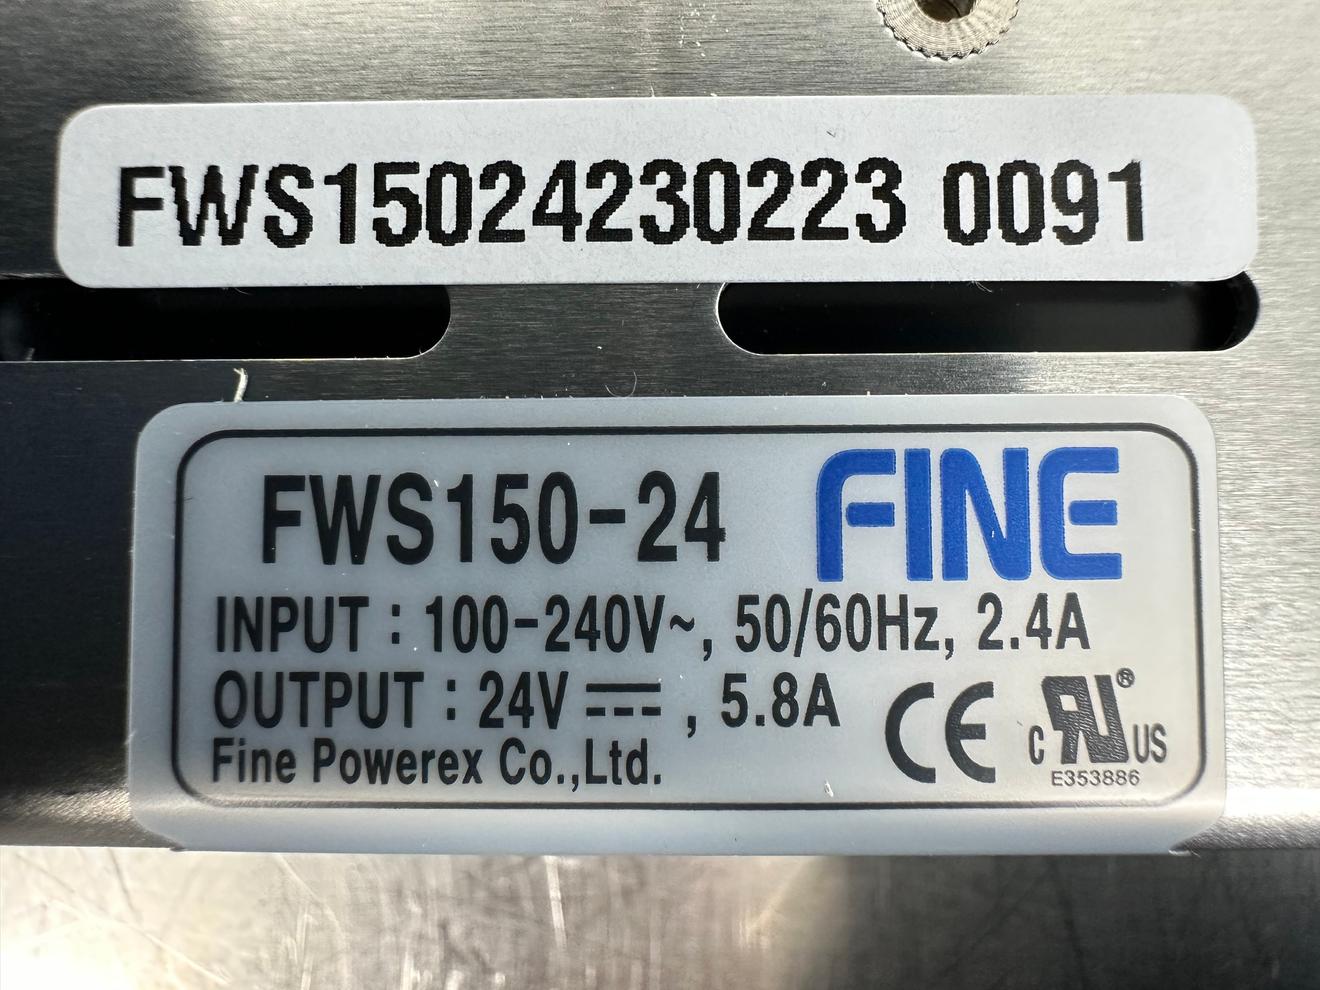 FWS15024230223 0091
FWS150-24 FINE
INPUT : 100-240V~, 50/60Hz, 2.4A
OUTPUT : 24V⎓ , 5.8A
Fine Powerex Co.,Ltd.
CE c RU® US
E353886